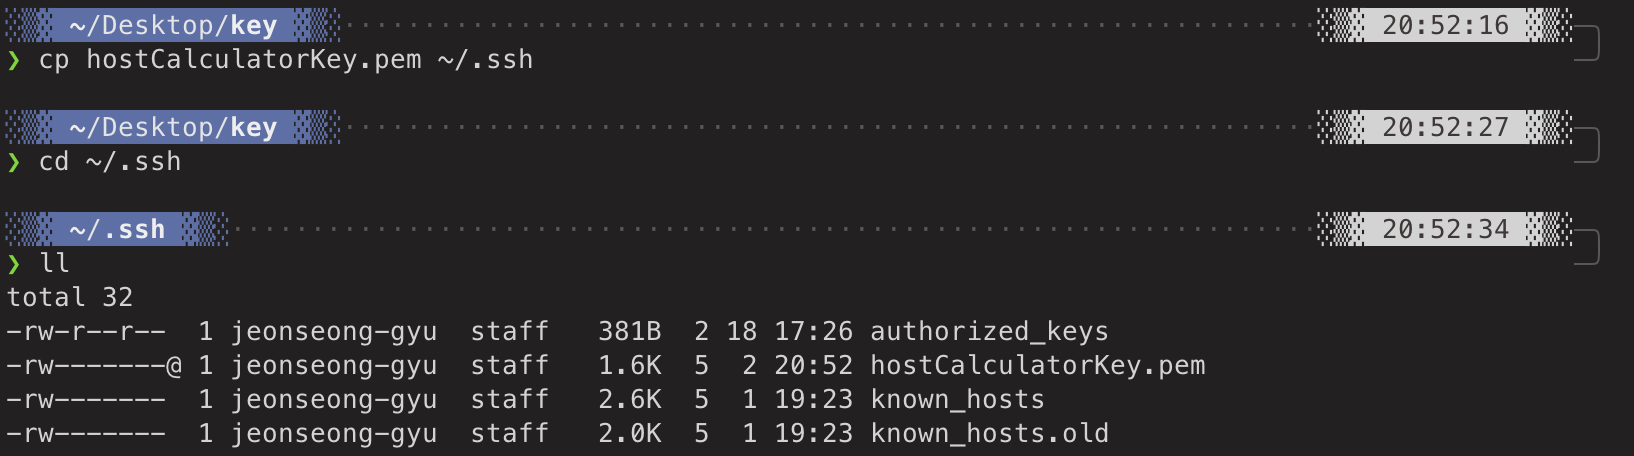 ~/Desktop/key 20:52:16
❯ cp hostCalculatorKey.pem ~/.ssh
~/Desktop/key 20:52:27
❯ cd ~/.ssh
~/.ssh 20:52:34
❯ ll
total 32
-rw-r--r--  1 jeonseong-gyu  staff   381B  2 18 17:26 authorized_keys
-rw-------@ 1 jeonseong-gyu  staff   1.6K  5  2 20:52 hostCalculatorKey.pem
-rw-------  1 jeonseong-gyu  staff   2.6K  5  1 19:23 known_hosts
-rw-------  1 jeonseong-gyu  staff   2.0K  5  1 19:23 known_hosts.old